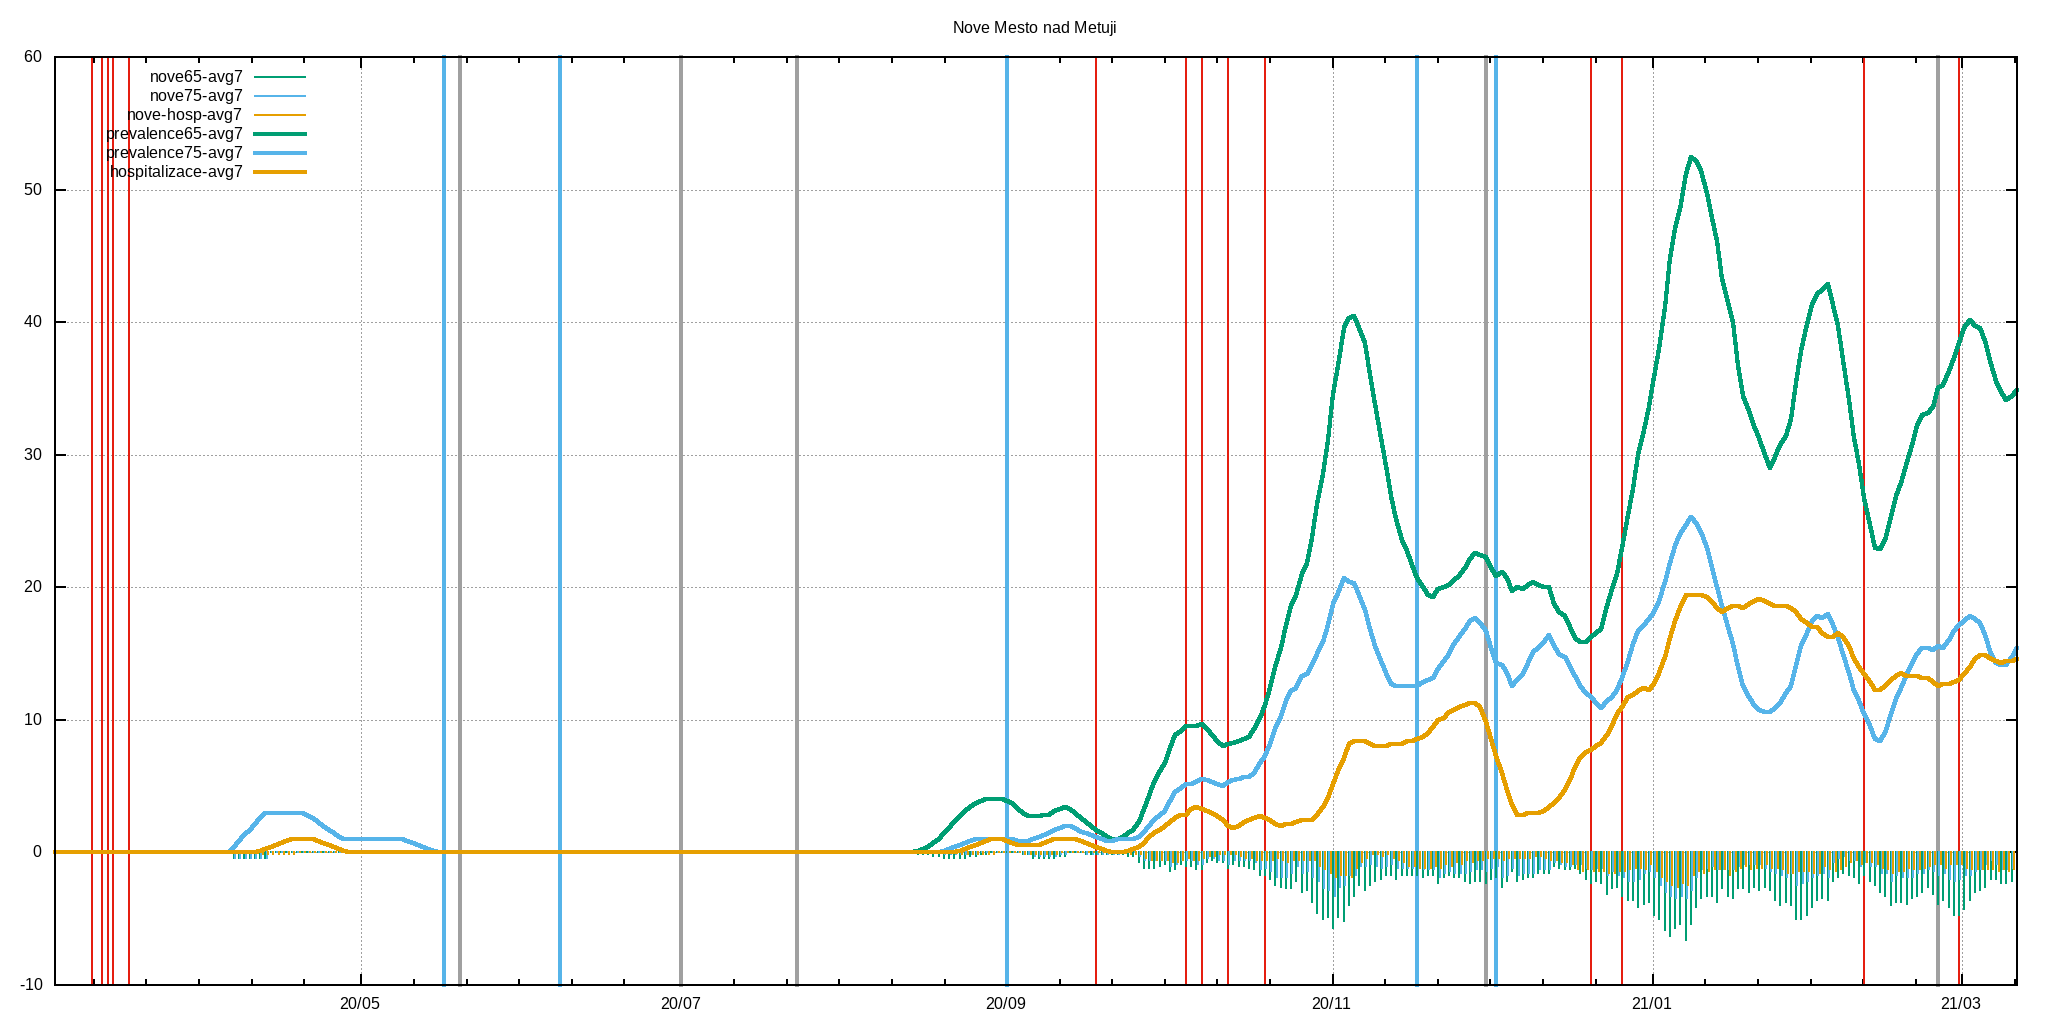 Nove Mesto nad Metuji
60
50
40
30
20
10
0
-10
nove65-avg7
nove75-avg7
nove-hosp-avg7
prevalence65-avg7
prevalence75-avg7
hospitalizace-avg7
20/05 20/07 20/09 20/11 21/01 21/03